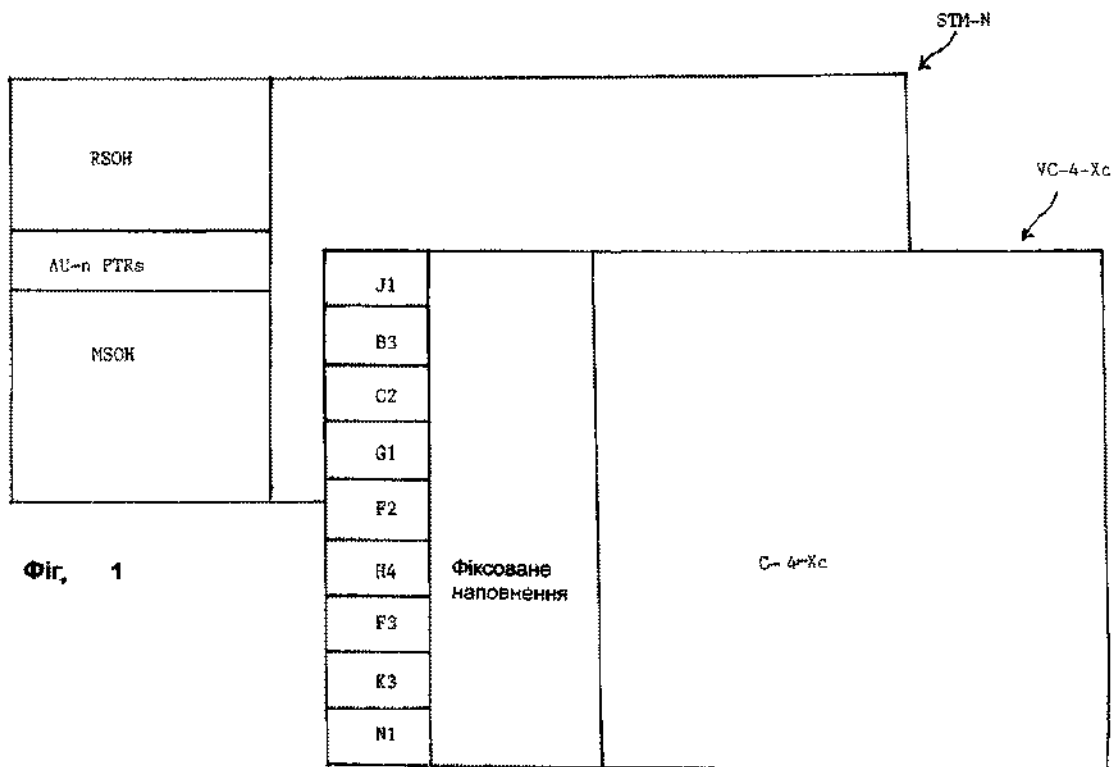 STM-N
RSOH
VC-4-Xc
AU-n PTRs
J1
MSOH
B3
C2
G1
F2
Фіг, 1
H4
Фіксоване
наповнення
C-4-Xc
F3
K3
N1